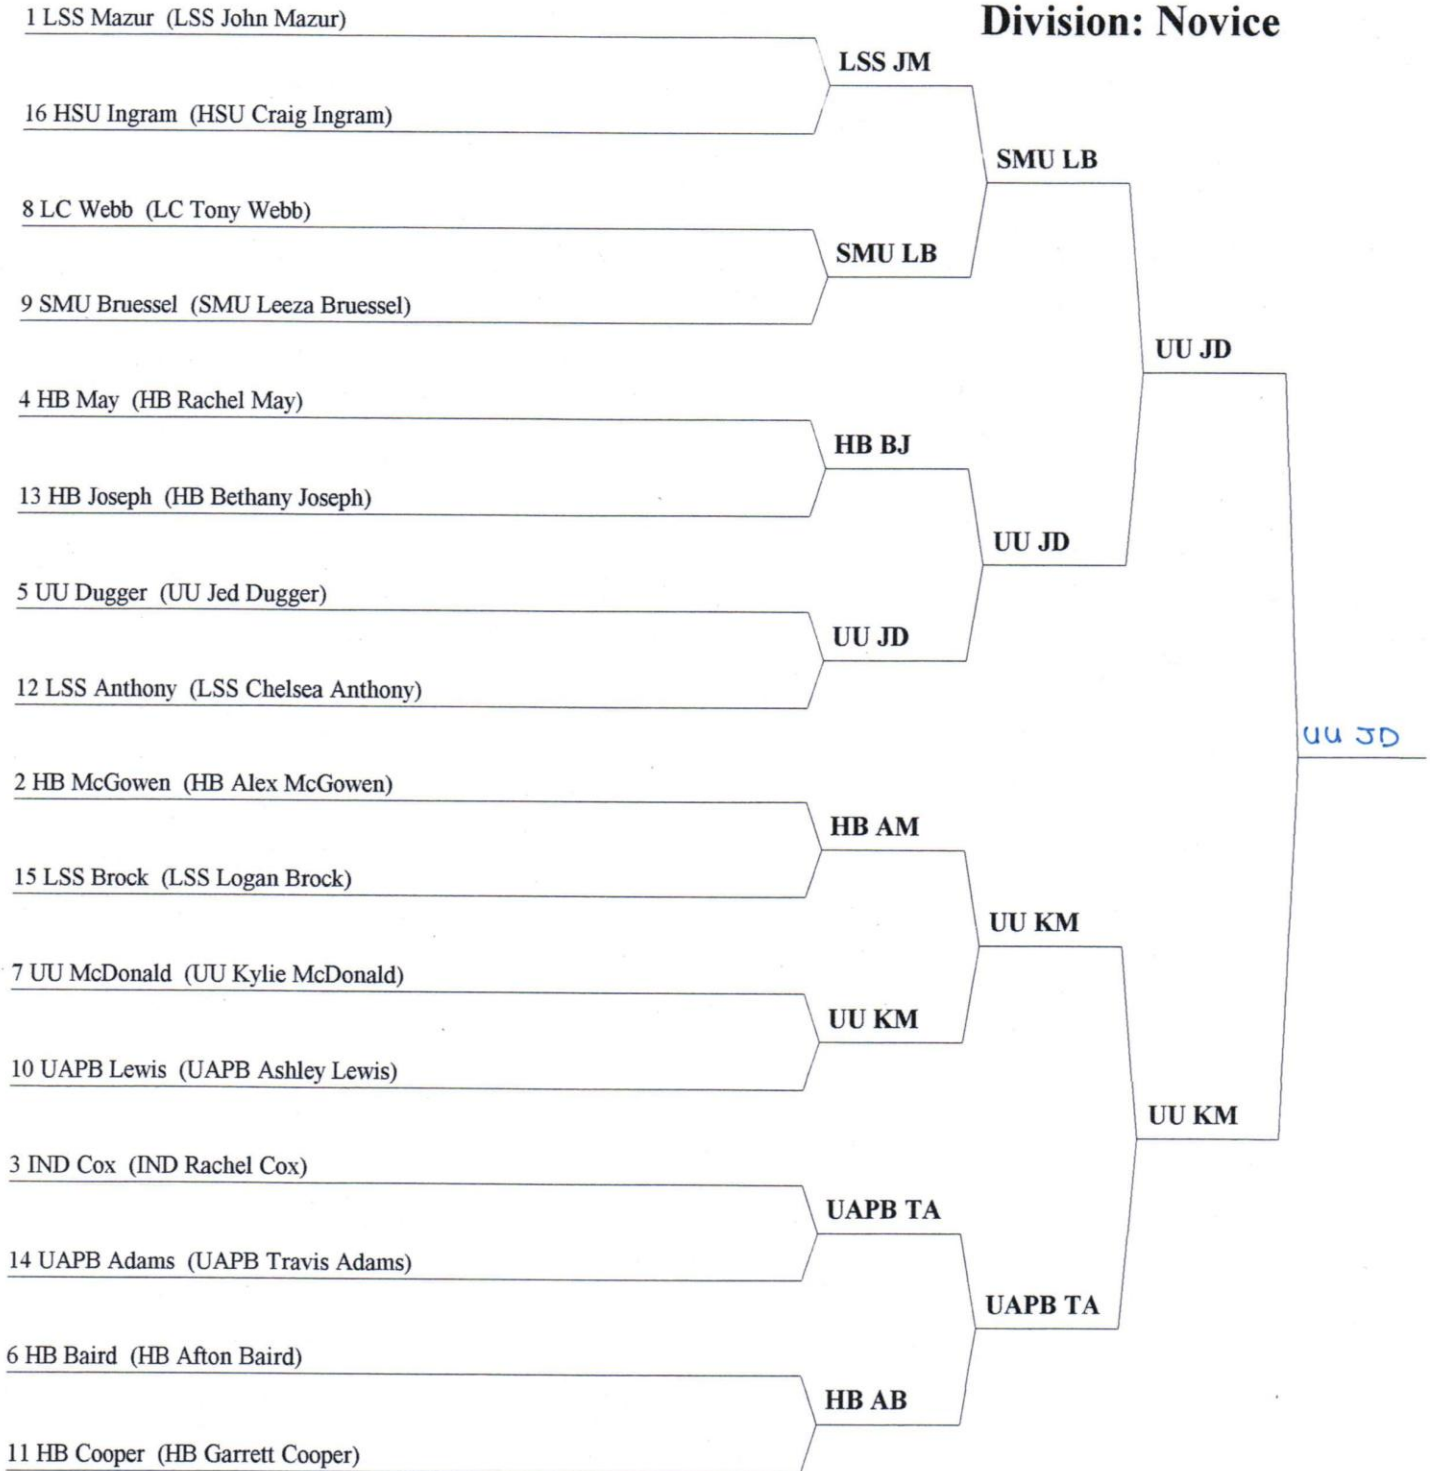 Division: Novice
1 LSS Mazur (LSS John Mazur)
LSS JM
16 HSU Ingram (HSU Craig Ingram)
SMU LB
8 LC Webb (LC Tony Webb)
SMU LB
9 SMU Bruessel (SMU Leeza Bruessel)
UU JD
4 HB May (HB Rachel May)
HB BJ
13 HB Joseph (HB Bethany Joseph)
UU JD
5 UU Dugger (UU Jed Dugger)
UU JD
12 LSS Anthony (LSS Chelsea Anthony)
UU JD
2 HB McGowen (HB Alex McGowen)
HB AM
15 LSS Brock (LSS Logan Brock)
UU KM
7 UU McDonald (UU Kylie McDonald)
UU KM
10 UAPB Lewis (UAPB Ashley Lewis)
UU KM
3 IND Cox (IND Rachel Cox)
UAPB TA
14 UAPB Adams (UAPB Travis Adams)
UAPB TA
6 HB Baird (HB Afton Baird)
HB AB
11 HB Cooper (HB Garrett Cooper)